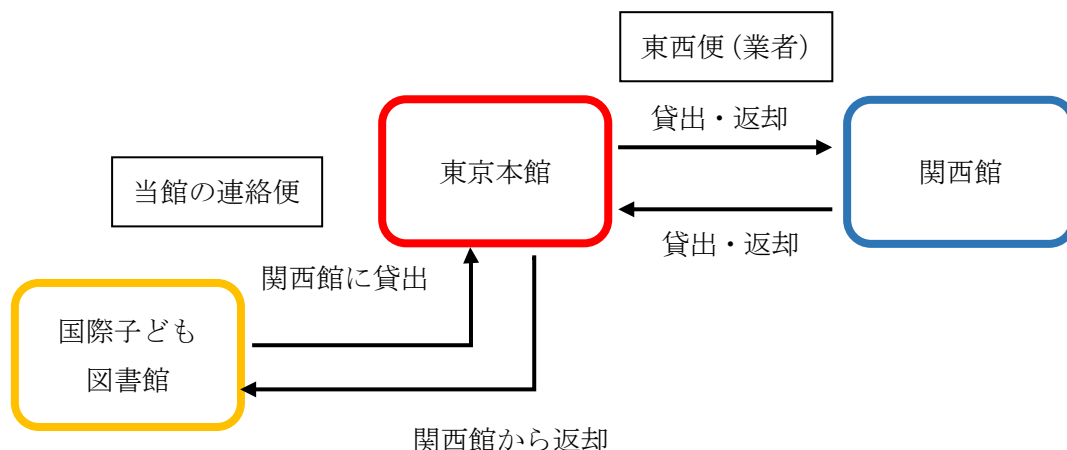 東西便（業者）
貸出・返却
東京本館
関西館
当館の連絡便
貸出・返却
関西館に貸出
国際子ども
図書館
関西館から返却